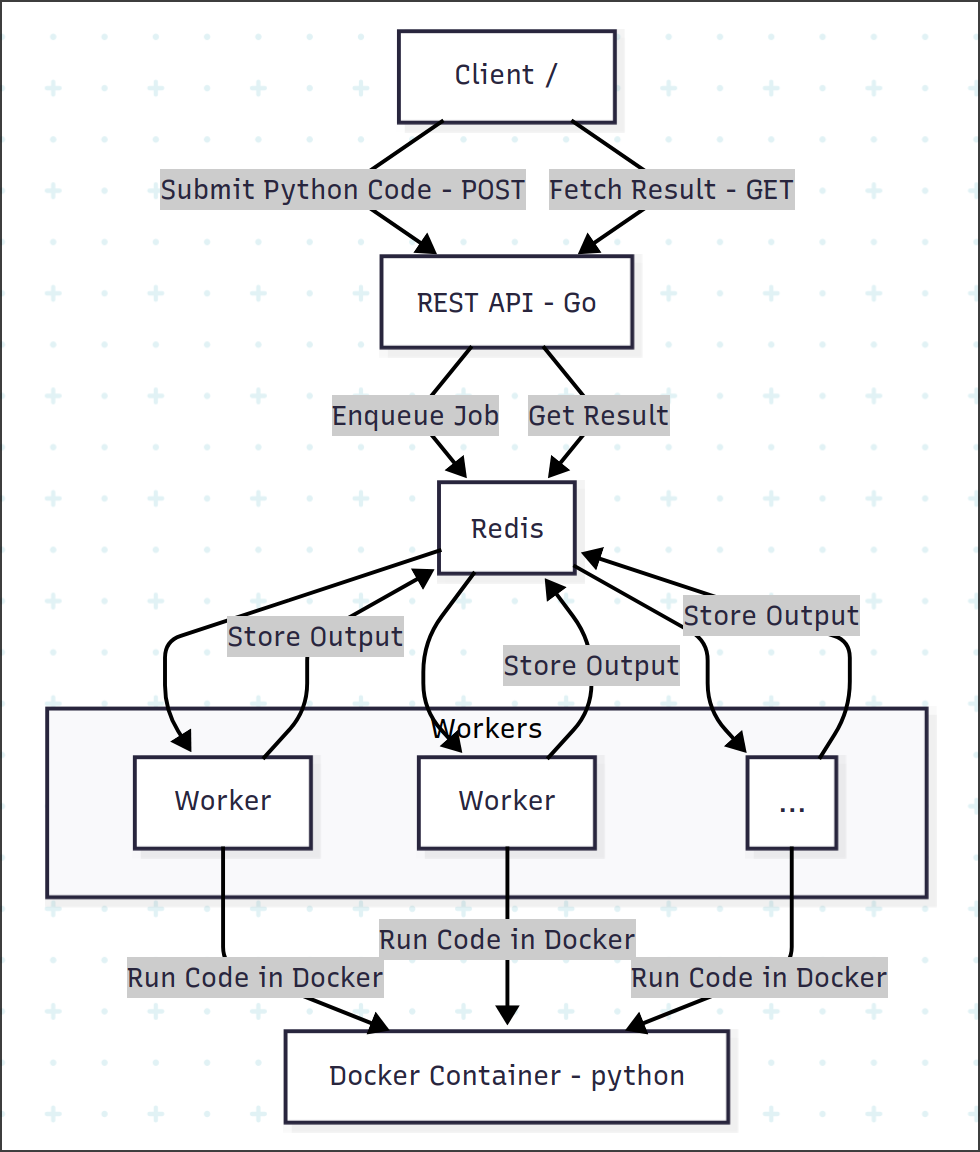 Client /
Submit Python Code - POST
Fetch Result - GET
REST API - Go
Enqueue Job
Get Result
Redis
Store Output
Store Output
Store Output
Workers
Worker
Worker
...
Run Code in Docker
Run Code in Docker
Run Code in Docker
Docker Container - python